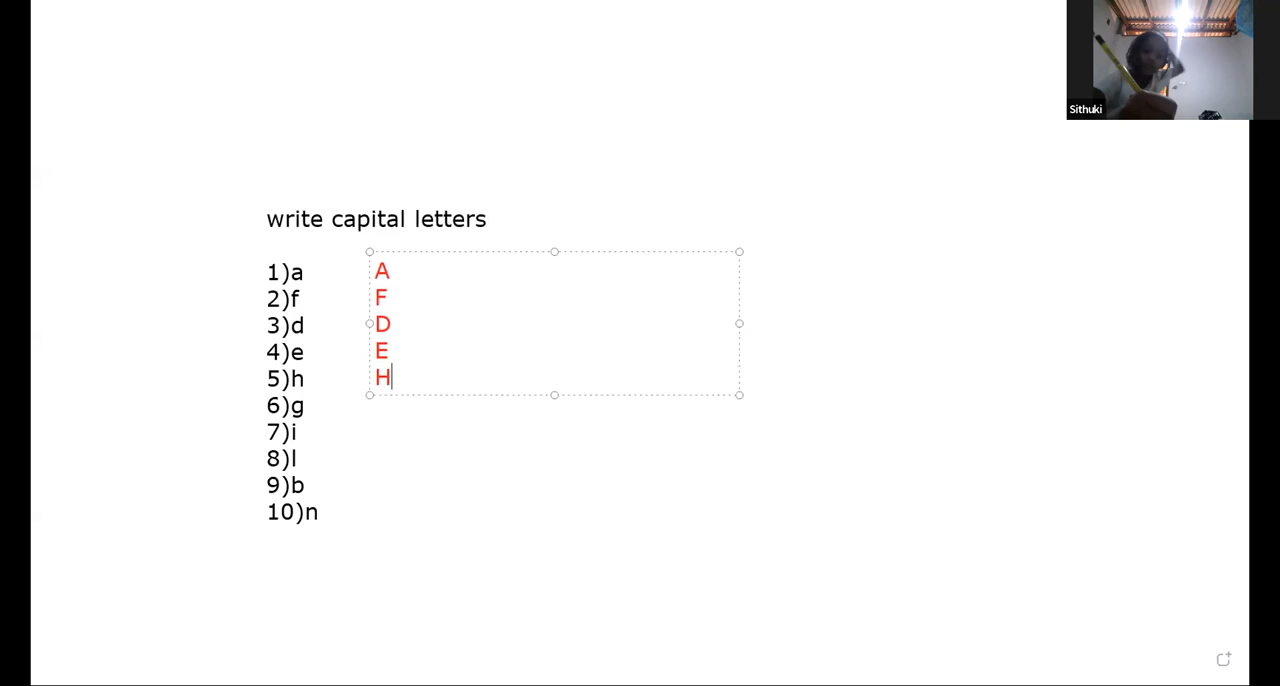 Sithuki
write capital letters
1)a A
2)f F
3)d D
4)e E
5)h H
6)g
7)i
8)l
9)b
10)n